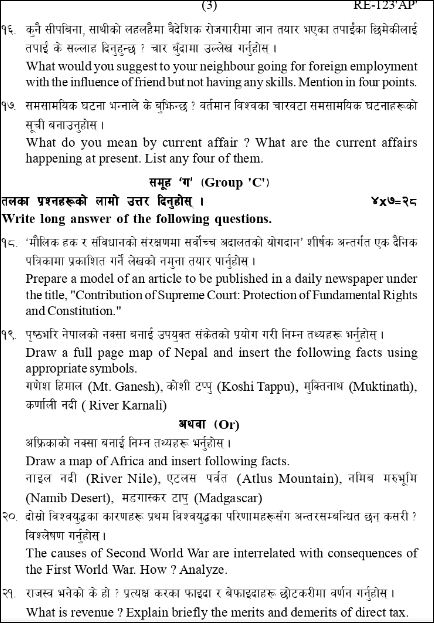 (3) RE-123'AP'
१६. कुनै सीपबिना, साथीको लहलहैमा वैदेशिक रोजगारीमा जान तयार भएका तपाईंका छिमेकीलाई
तपाईं के सल्लाह दिनुहुन्छ ? चार बुँदामा उल्लेख गर्नुहोस् ।
What would you suggest to your neighbour going for foreign employment
with the influence of friend but not having any skills. Mention in four points.
१७. समसामयिक घटना भन्नाले के बुझिन्छ ? वर्तमान विश्वका चारवटा समसामयिक घटनाहरूको
सूची बनाउनुहोस ।
What do you mean by current affair ? What are the current affairs
happening at present. List any four of them.
समूह 'ग' (Group 'C')
तलका प्रश्नहरूको लामो उत्तर दिनुहोस् । ४x७=२८
Write long answer of the following questions.
१८. 'मौलिक हक र संविधानको संरक्षणमा सर्वोच्च अदालतको योगदान' शीर्षक अन्तर्गत एक दैनिक
पत्रिकामा प्रकाशित गर्ने लेखको नमुना तयार पार्नुहोस ।
Prepare a model of an article to be published in a daily newspaper under
the title, "Contribution of Supreme Court: Protection of Fundamental Rights
and Constitution."
१९. पृष्ठभरि नेपालको नक्सा बनाई उपयुक्त संकेतको प्रयोग गरी निम्न तथ्यहरू भर्नुहोस् ।
Draw a full page map of Nepal and insert the following facts using
appropriate symbols.
गणेश हिमाल (Mt. Ganesh), कोशी टप्पु (Koshi Tappu), मुक्तिनाथ (Muktinath),
कर्णाली नदी ( River Karnali)
अथवा (Or)
अफ्रिकाको नक्सा बनाई निम्न तथ्यहरू भर्नुहोस् ।
Draw a map of Africa and insert following facts.
नाइल नदी (River Nile), एटलस पर्वत (Atlus Mountain), नमिब मरुभूमि
(Namib Desert), मडगास्कर टापु (Madgascar)
२०. दोस्रो विश्वयुद्धका कारणहरू प्रथम विश्वयुद्धका परिणामहरूसँग अन्तरसम्बन्धित छन् कसरी ?
विश्लेषण गर्नुहोस् ।
The causes of Second World War are interrelated with consequences of
the First World War. How ? Analyze.
२१. राजस्व भनेको के हो ? प्रत्यक्ष करका फाइदा र बेफाइदाहरू छोटकरीमा वर्णन गर्नुहोस् ।
What is revenue ? Explain briefly the merits and demerits of direct tax.